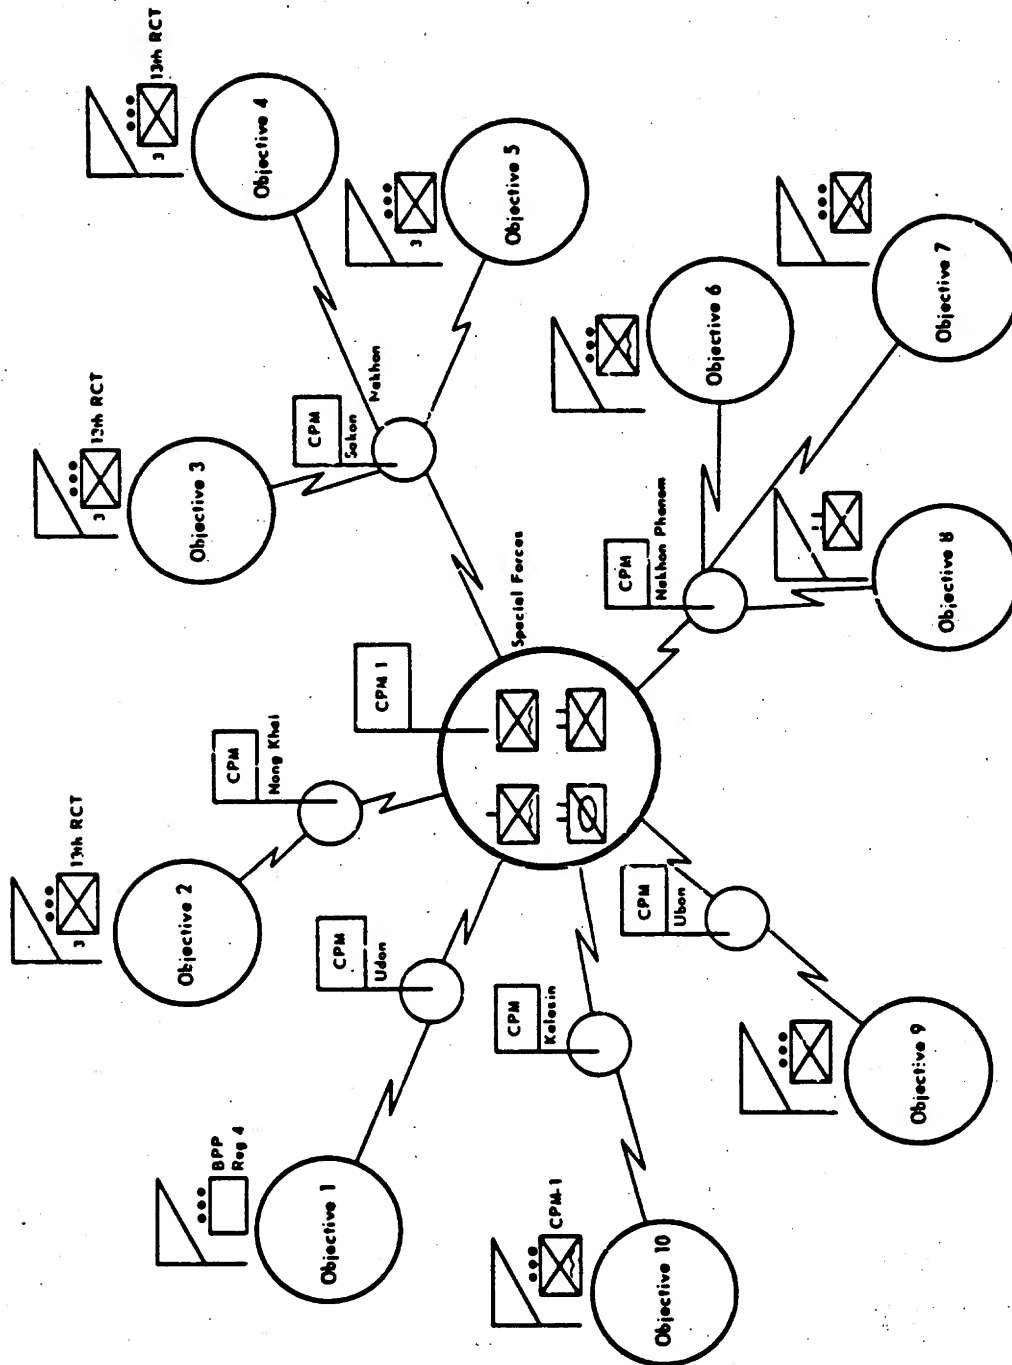 BPP
Reg 4
Objective 1
13th RCT
3
Objective 2
13th RCT
3
Objective 3
13th RCT
3
Objective 4
3
Objective 5
CPM
Udon
CPM
Nong Khai
CPM
Sakon Nakhon
CPM 1
Special Forces
CPM-1
Objective 10
CPM
Kalasin
CPM
Ubon
CPM
Nakhon Phanom
Objective 6
Objective 7
Objective 8
Objective 9